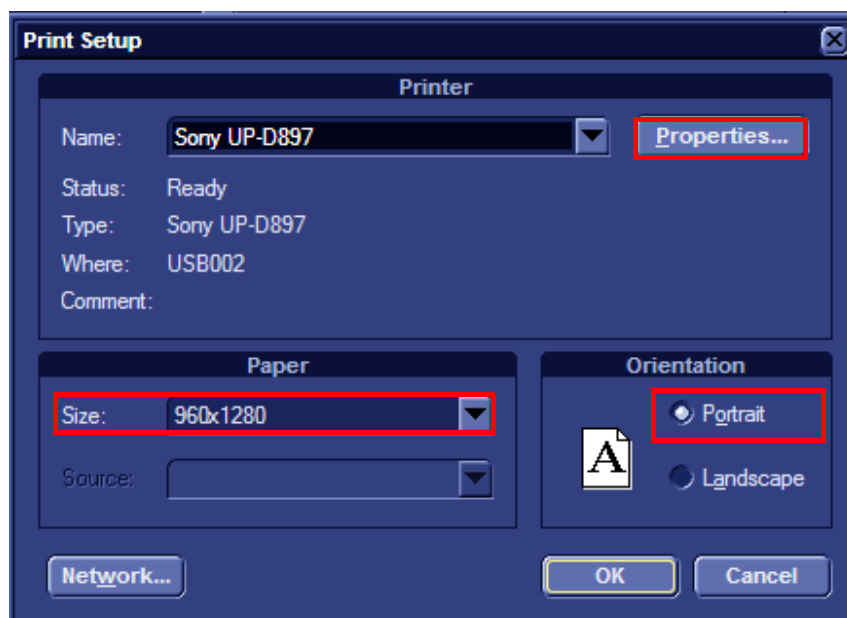 Print Setup
Printer
Name: Sony UP-D897 Properties...
Status: Ready
Type: Sony UP-D897
Where: USB002
Comment:
Paper
Size: 960x1280
Source:
Orientation
A
Portrait
Landscape
Network...
OK Cancel